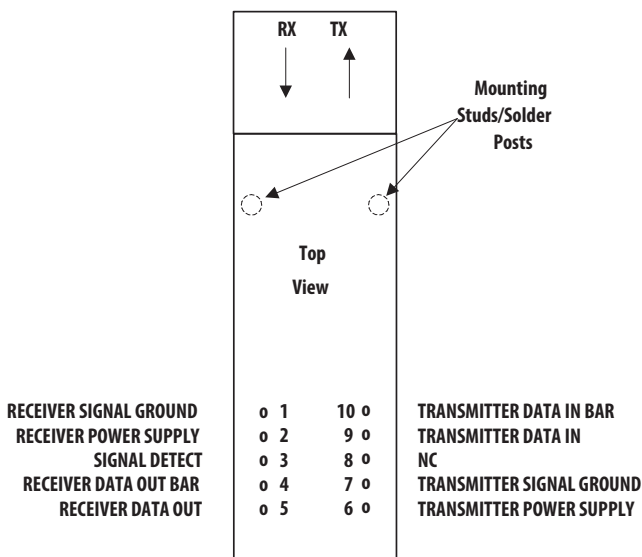 RX TX
Mounting
Studs/Solder
Posts
Top
View
RECEIVER SIGNAL GROUND o 1 10 o TRANSMITTER DATA IN BAR
RECEIVER POWER SUPPLY o 2 9 o TRANSMITTER DATA IN
SIGNAL DETECT o 3 8 o NC
RECEIVER DATA OUT BAR o 4 7 o TRANSMITTER SIGNAL GROUND
RECEIVER DATA OUT o 5 6 o TRANSMITTER POWER SUPPLY